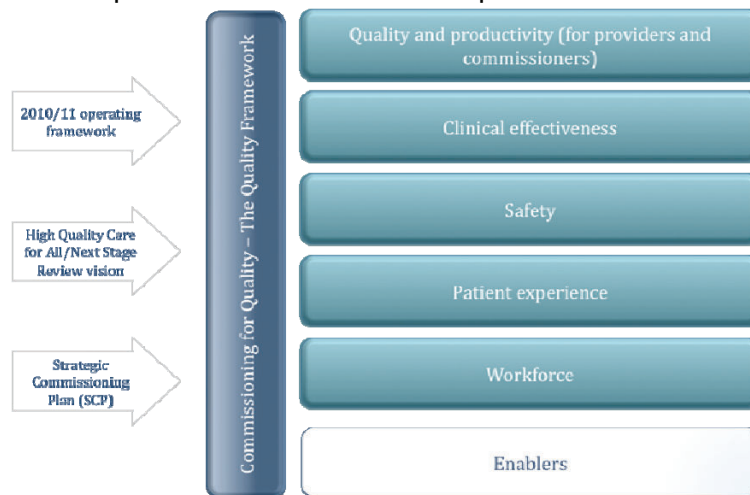 2010/11 operating
framework
High Quality Care
for All/Next Stage
Review vision
Strategic
Commissioning
Plan (SCP)
Commissioning for Quality – The Quality Framework
Quality and productivity (for providers and
commissioners)
Clinical effectiveness
Safety
Patient experience
Workforce
Enablers